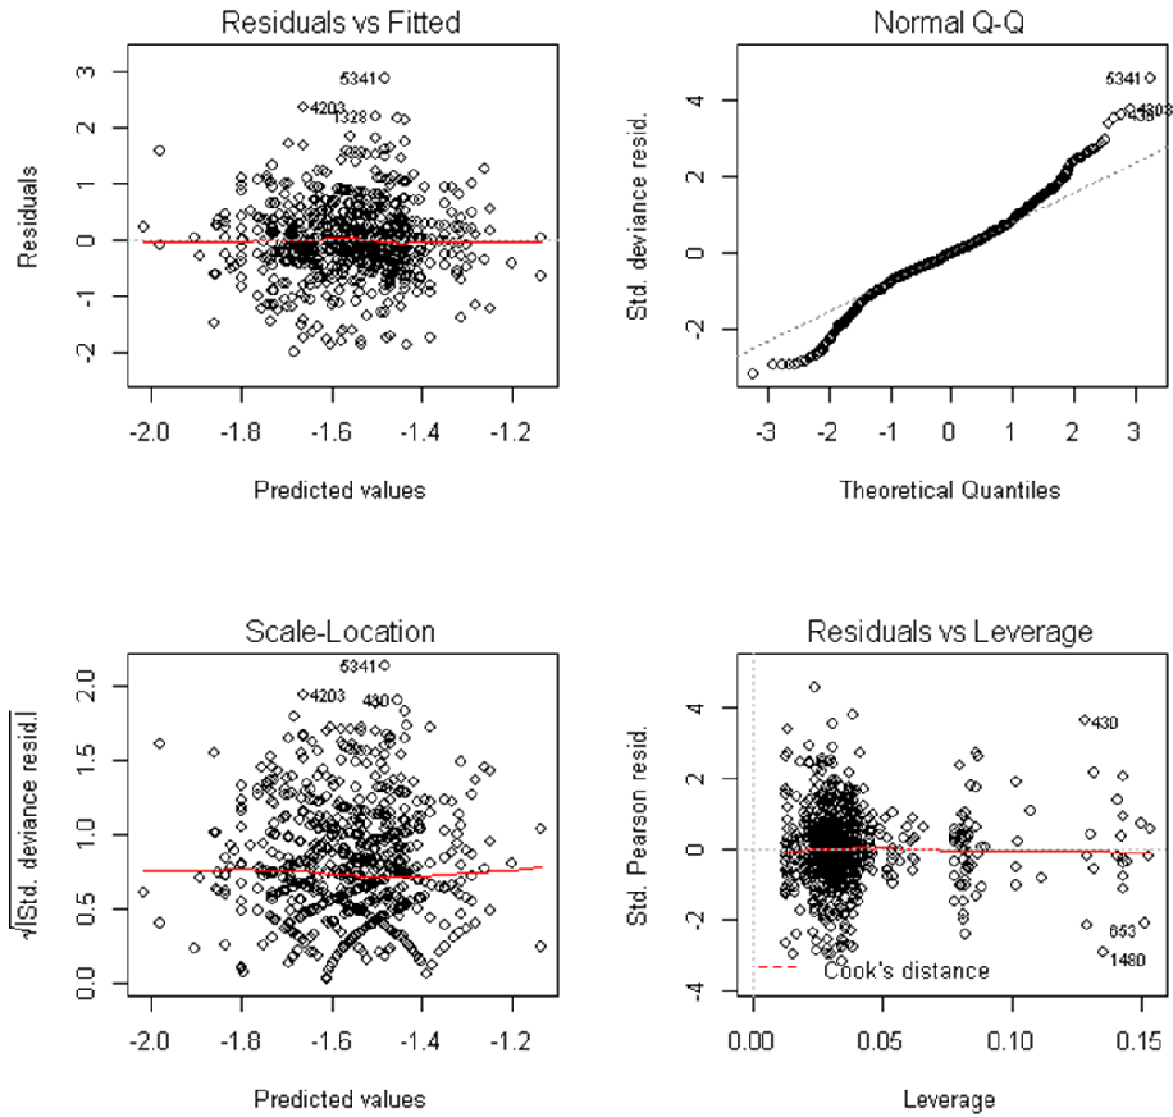 Residuals vs Fitted
Residuals
3
2
1
0
-1
-2
5341
4203
1328
-2.0 -1.8 -1.6 -1.4 -1.2
Predicted values
Normal Q-Q
Std. deviance resid.
4
2
0
-2
5341
-3 -2 -1 0 1 2 3
Theoretical Quantiles
Scale-Location
√|Std. deviance resid.|
2.0
1.5
1.0
0.5
0.0
5341
4203
-2.0 -1.8 -1.6 -1.4 -1.2
Predicted values
Residuals vs Leverage
Std. Pearson resid.
4
2
0
-2
-4
430
653
1480
Cook's distance
0.00 0.05 0.10 0.15
Leverage